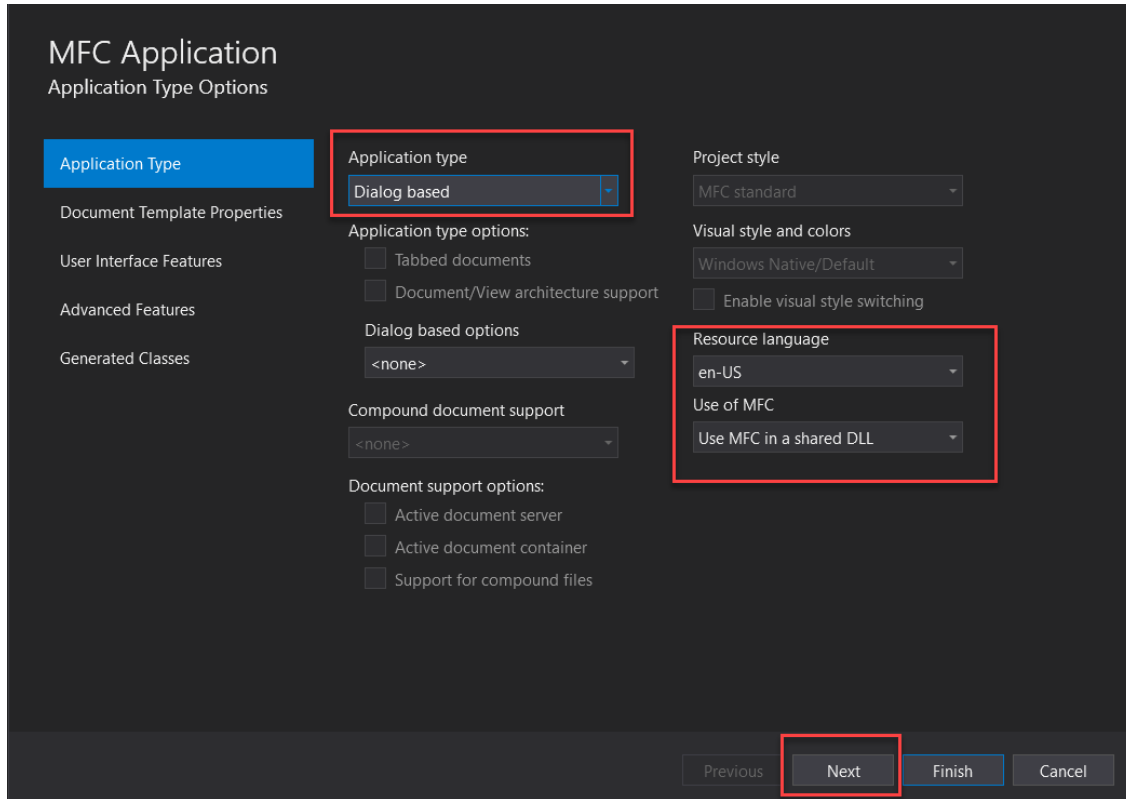 MFC Application
Application Type Options
Application Type
Document Template Properties
User Interface Features
Advanced Features
Generated Classes
Application type
Dialog based
Application type options:
Tabbed documents
Document/View architecture support
Dialog based options
<none>
Compound document support
<none>
Document support options:
Active document server
Active document container
Support for compound files
Project style
MFC standard
Visual style and colors
Windows Native/Default
Enable visual style switching
Resource language
en-US
Use of MFC
Use MFC in a shared DLL
Previous
Next
Finish
Cancel